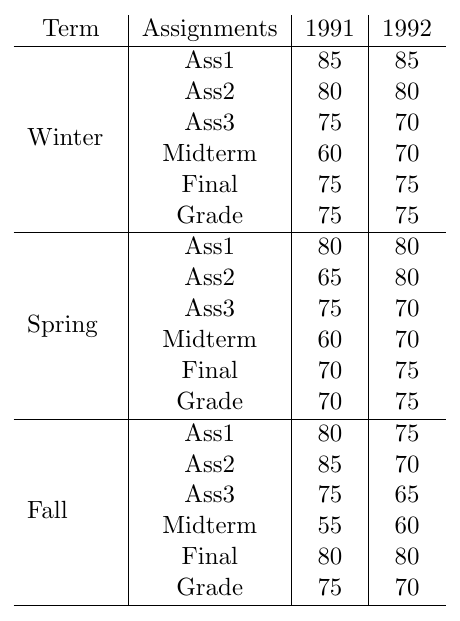 Term Assignments 1991 1992
Ass1 85 85
Ass2 80 80
Ass3 75 70
Winter
Midterm 60 70
Final 75 75
Grade 75 75
Ass1 80 80
Ass2 65 80
Ass3 75 70
Spring
Midterm 60 70
Final 70 75
Grade 70 75
Ass1 80 75
Ass2 85 70
Ass3 75 65
Fall
Midterm 55 60
Final 80 80
Grade 75 70